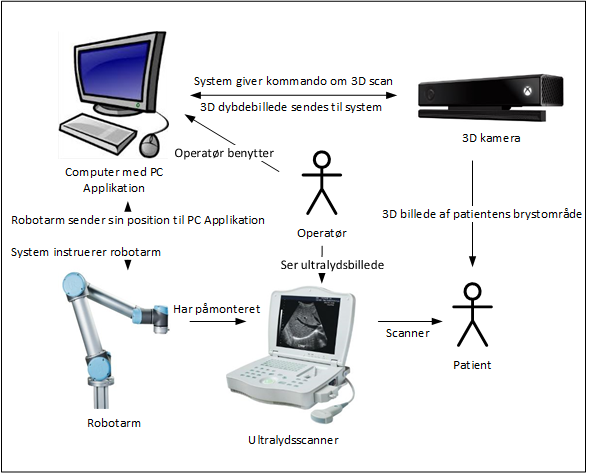 System giver kommando om 3D scan
3D dybdebillede sendes til system
3D kamera
Operatør benytter
Computer med PC
Applikation
Robotarm sender sin position til PC Applikation
3D billede af patientens brystområde
Operatør
System instruerer robotarm
Ser ultralydsbillede
Har påmonteret
Scanner
Patient
Robotarm
Ultralydsscanner